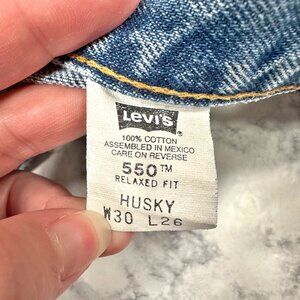 Levi's
100% COTTON
ASSEMBLED IN MEXICO
CARE ON REVERSE
550™
RELAXED FIT
HUSKY
W30 L26